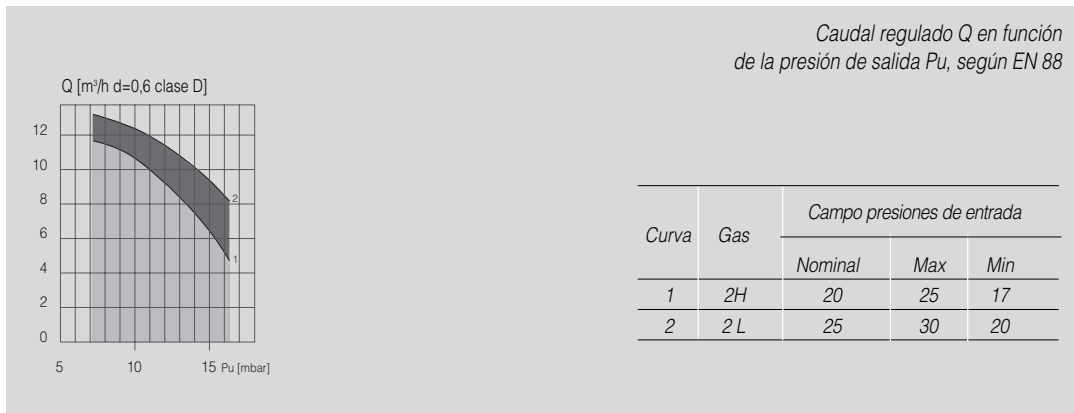 Caudal regulado Q en función
de la presión de salida Pu, según EN 88
Q [m³/h d=0,6 clase D]
12
10
8
6
4
2
0
2
1
5 10 15 Pu [mbar]
Curva Gas Campo presiones de entrada
Nominal Max Min
1 2H 20 25 17
2 2 L 25 30 20